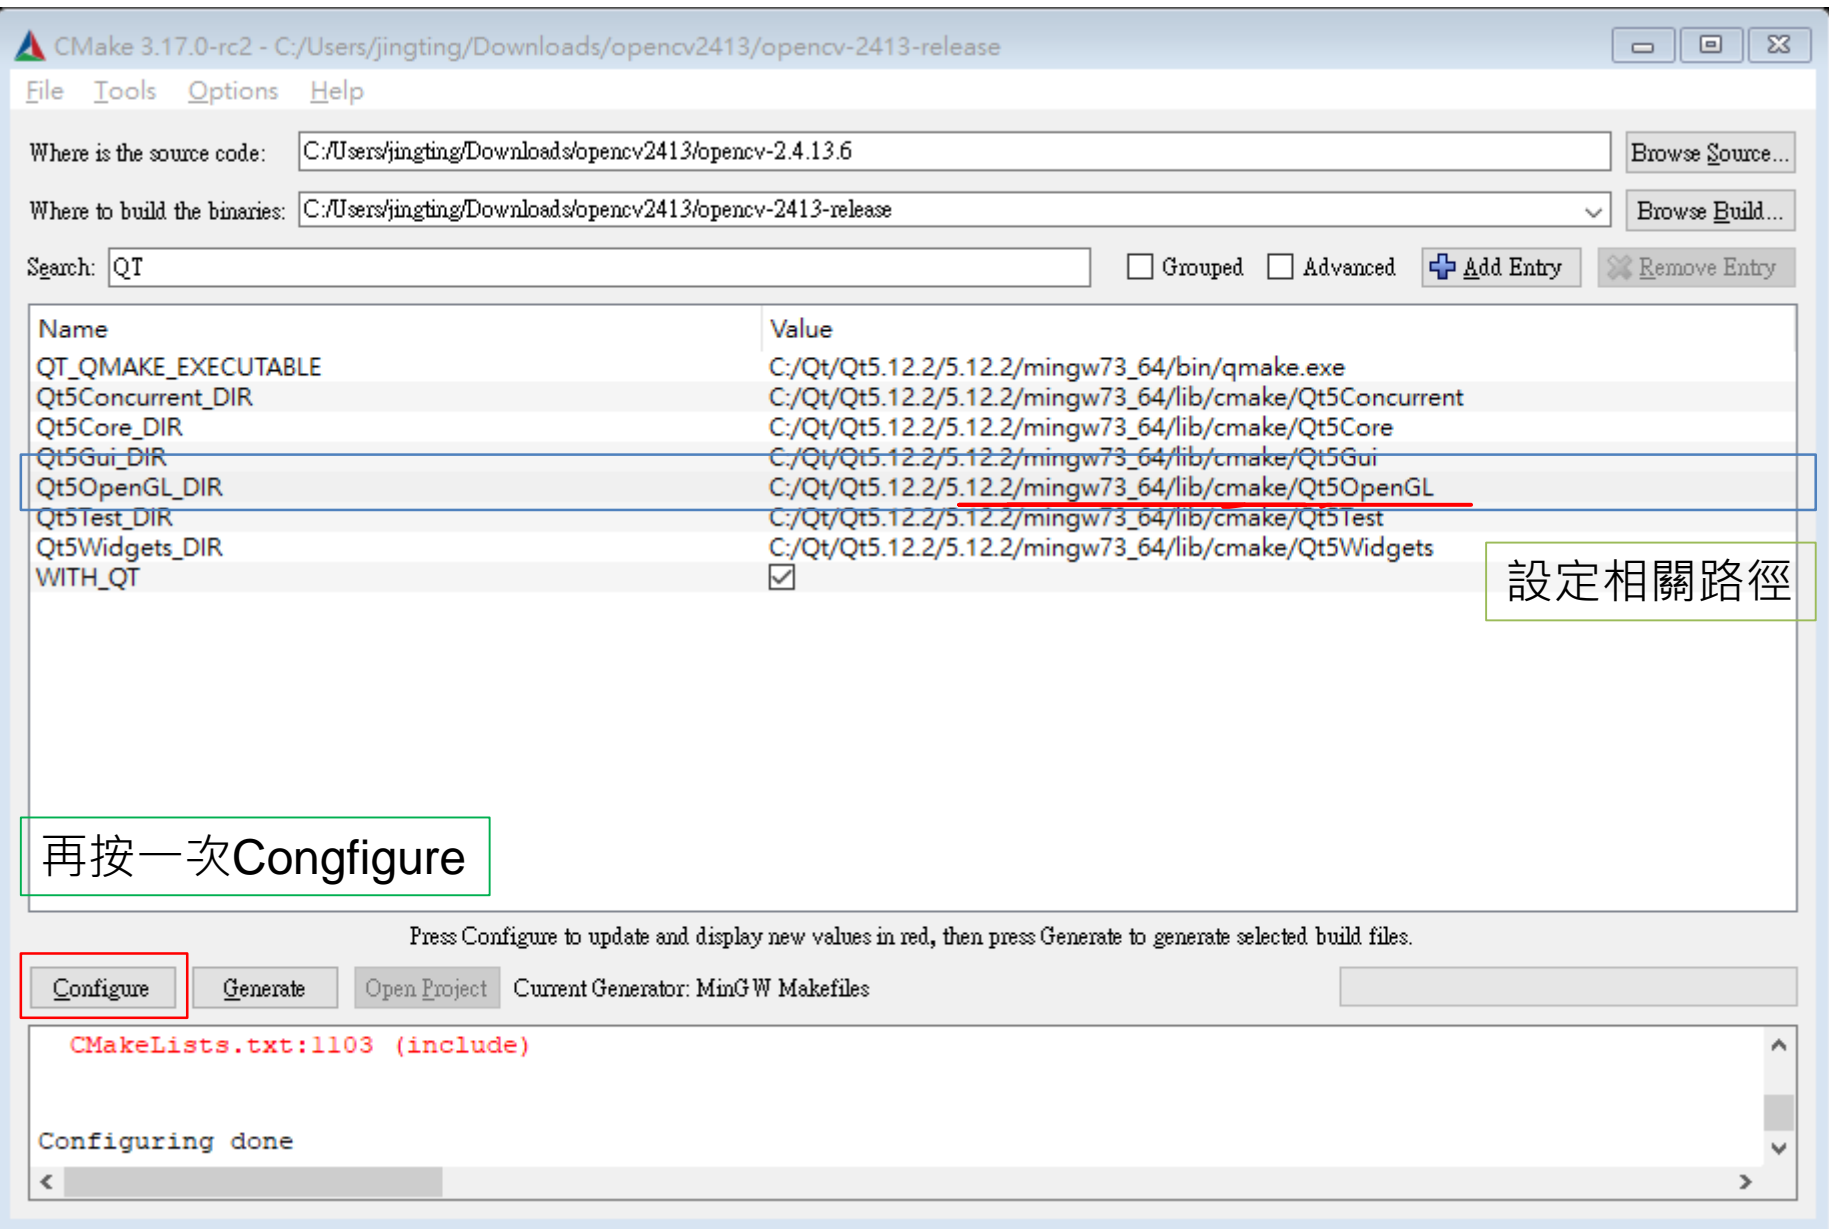 CMake 3.17.0-rc2 - C:/Users/jingting/Downloads/opencv2413/opencv-2413-release
File Tools Options Help
Where is the source code: C:/Users/jingting/Downloads/opencv2413/opencv-2.4.13.6 Browse Source...
Where to build the binaries: C:/Users/jingting/Downloads/opencv2413/opencv-2413-release Browse Build...
Search: QT Grouped Advanced Add Entry Remove Entry
Name Value
QT_QMAKE_EXECUTABLE C:/Qt/Qt5.12.2/5.12.2/mingw73_64/bin/qmake.exe
Qt5Concurrent_DIR C:/Qt/Qt5.12.2/5.12.2/mingw73_64/lib/cmake/Qt5Concurrent
Qt5Core_DIR C:/Qt/Qt5.12.2/5.12.2/mingw73_64/lib/cmake/Qt5Core
Qt5Gui_DIR C:/Qt/Qt5.12.2/5.12.2/mingw73_64/lib/cmake/Qt5Gui
Qt5OpenGL_DIR C:/Qt/Qt5.12.2/5.12.2/mingw73_64/lib/cmake/Qt5OpenGL
Qt5Test_DIR C:/Qt/Qt5.12.2/5.12.2/mingw73_64/lib/cmake/Qt5Test
Qt5Widgets_DIR C:/Qt/Qt5.12.2/5.12.2/mingw73_64/lib/cmake/Qt5Widgets
WITH_QT
設定相關路徑
再按一次Congfigure
Press Configure to update and display new values in red, then press Generate to generate selected build files.
Configure Generate Open Project Current Generator: MinGW Makefiles
CMakeLists.txt:1103 (include)
Configuring done